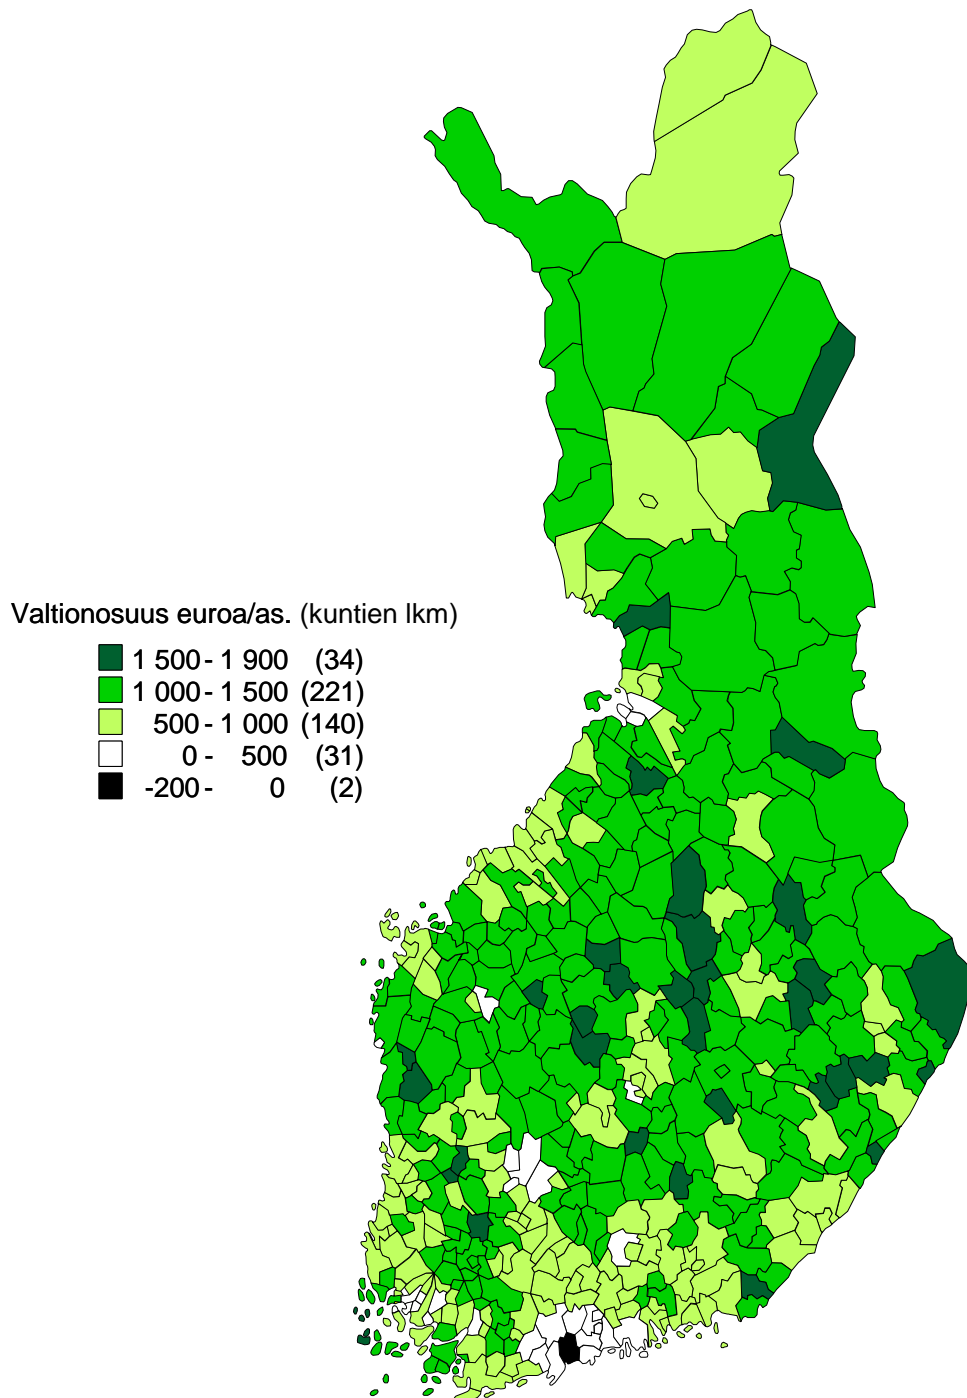 Valtionosuus euroa/as. (kuntien lkm)
1 500 - 1 900 (34)
1 000 - 1 500 (221)
500 - 1 000 (140)
0 - 500 (31)
-200 - 0 (2)